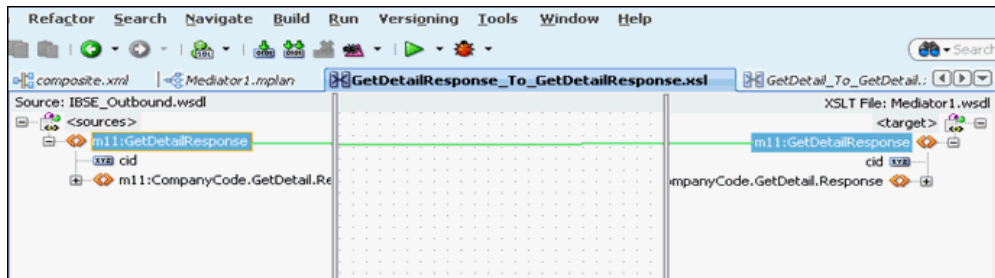 Refactor Search Navigate Build Run Versioning Tools Window Help
Search
composite.xml Mediator1.mplan GetDetailResponse_To_GetDetailResponse.xsl GetDetail_To_GetDetail.:
Source: IBSE_Outbound.wsdl XSLT File: Mediator1.wsdl
<sources> <target>
m11:GetDetailResponse m11:GetDetailResponse
cid cid
m11:CompanyCode.GetDetail.Re mpanyCode.GetDetail.Response